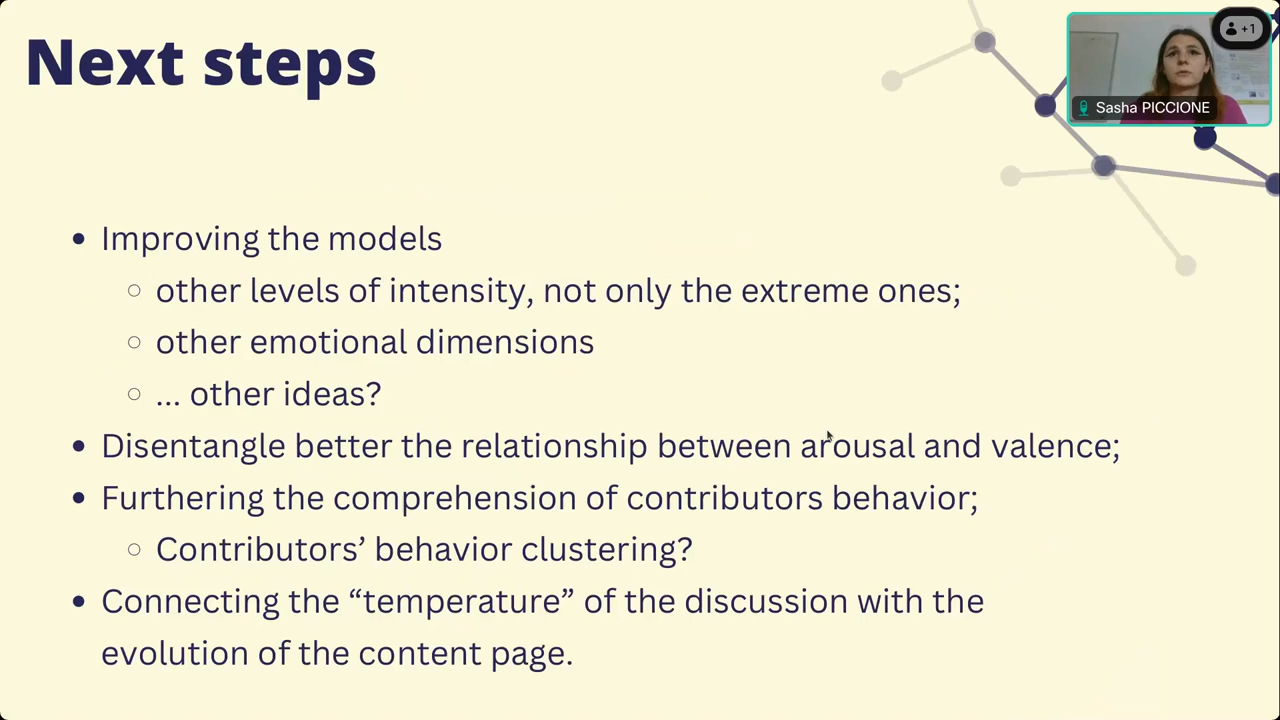 Next steps
+1
Sasha PICCIONE
• Improving the models
○ other levels of intensity, not only the extreme ones;
○ other emotional dimensions
○ ... other ideas?
• Disentangle better the relationship between arousal and valence;
• Furthering the comprehension of contributors behavior;
○ Contributors’ behavior clustering?
• Connecting the “temperature” of the discussion with the
evolution of the content page.